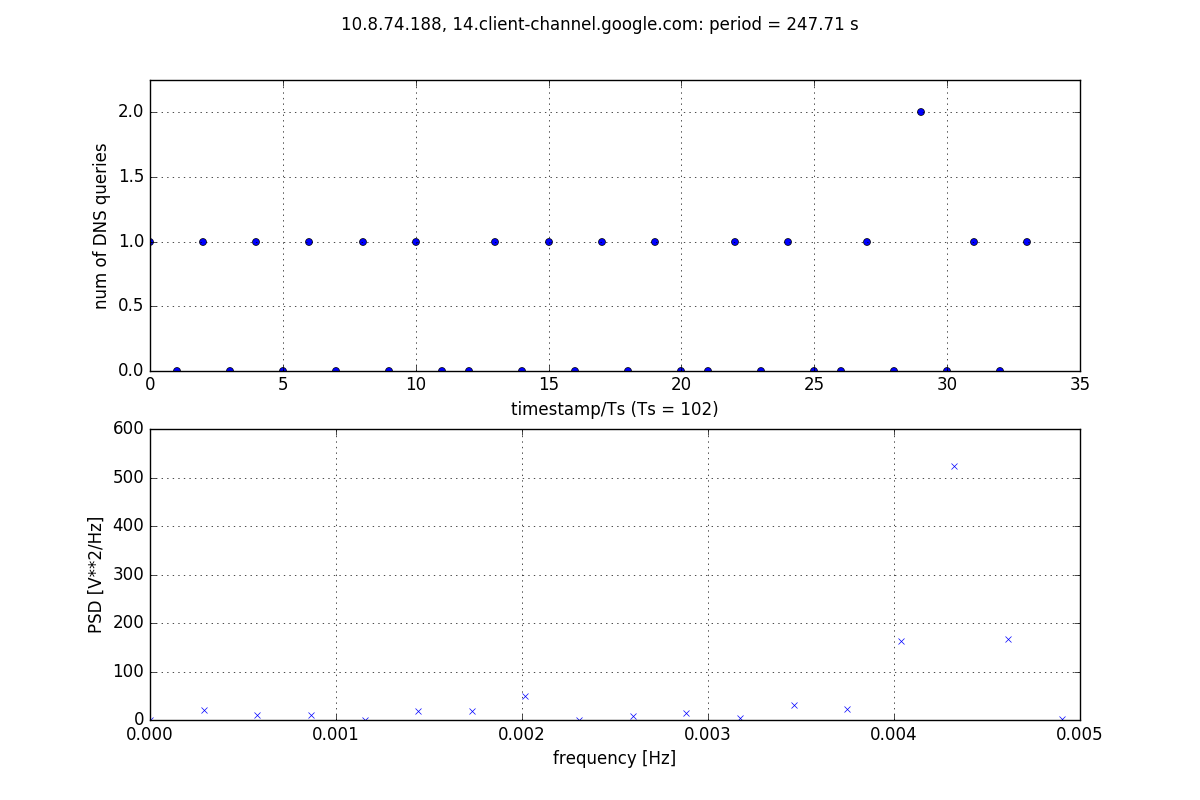 10.8.74.188, 14.client-channel.google.com: period = 247.71 s
num of DNS queries
2.0
1.5
1.0
0.5
0.0
0 5 10 15 20 25 30 35
timestamp/Ts (Ts = 102)
PSD [V**2/Hz]
600
500
400
300
200
100
0
0.000 0.001 0.002 0.003 0.004 0.005
frequency [Hz]